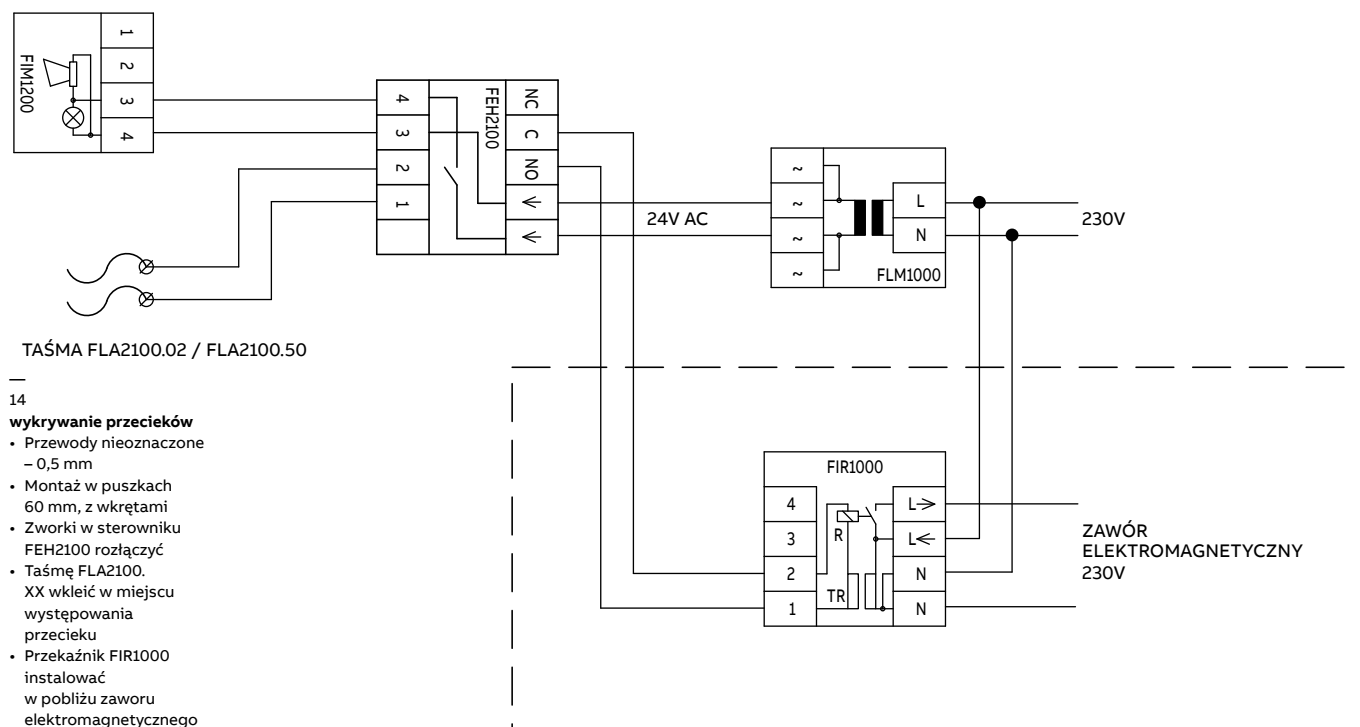 FIM1200
1
2
3
4
4
3
2
1
FEH2100
NC
C
NO
24V AC
~
~
~
~
L
N
FLM1000
230V
TAŚMA FLA2100.02 / FLA2100.50
—
14
wykrywanie przecieków
• Przewody nieoznaczone
– 0,5 mm
• Montaż w puszkach
60 mm, z wkrętami
• Zworki w sterowniku
FEH2100 rozłączyć
• Taśmę FLA2100.
XX wkleić w miejscu
występowania
przecieku
• Przekaźnik FIR1000
instalować
w pobliżu zaworu
elektromagnetycznego
FIR1000
4
3
2
1
R
TR
L→
L←
N
N
ZAWÓR
ELEKTROMAGNETYCZNY
230V